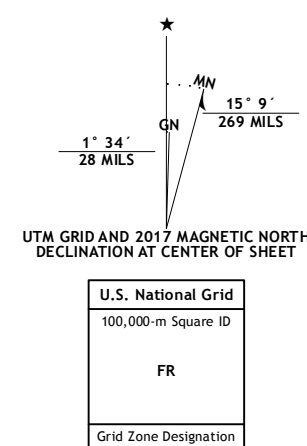 ★
MN
GN
15° 9´
269 MILS
1° 34´
28 MILS
UTM GRID AND 2017 MAGNETIC NORTH
DECLINATION AT CENTER OF SHEET
U.S. National Grid
100,000-m Square ID
FR
Grid Zone Designation